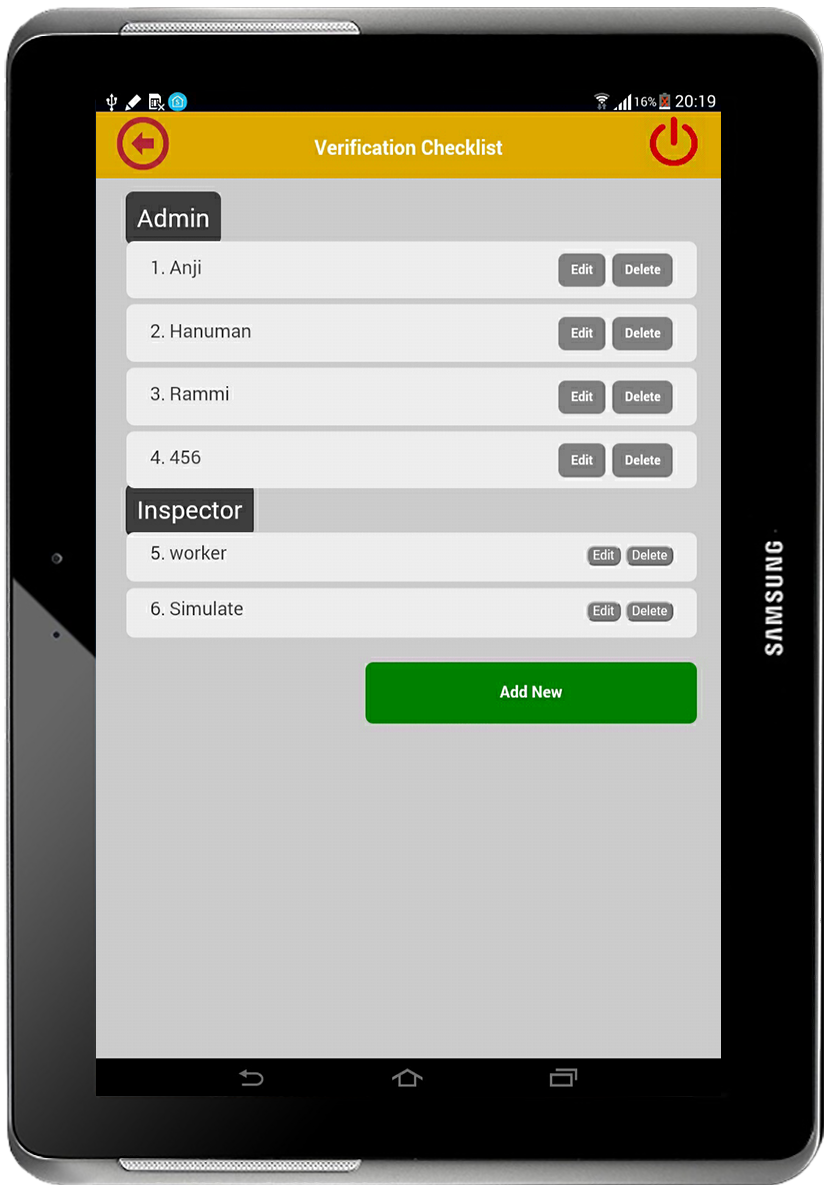 16% 20:19
Verification Checklist
Admin
1. Anji Edit Delete
2. Hanuman Edit Delete
3. Rammi Edit Delete
4. 456 Edit Delete
Inspector
5. worker Edit Delete
6. Simulate Edit Delete
Add New
SAMSUNG